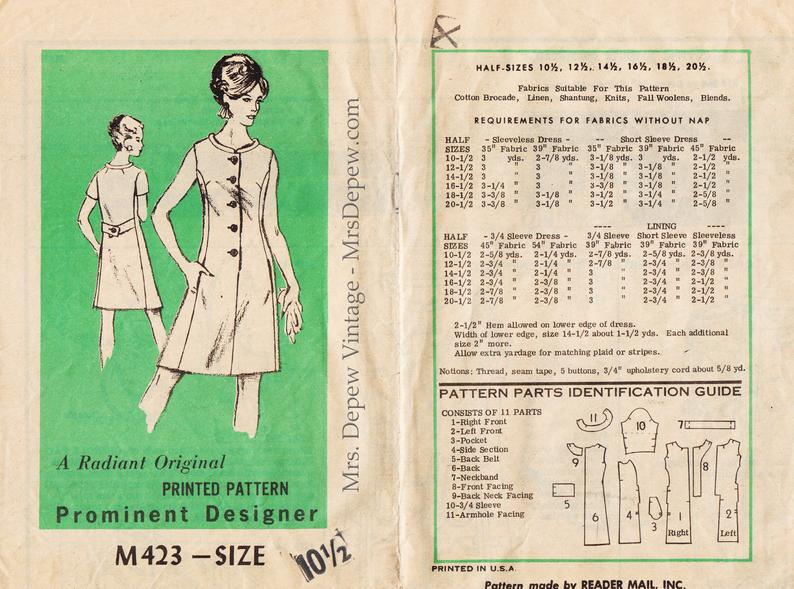 A Radiant Original
PRINTED PATTERN
Prominent Designer
M423 — SIZE 10½
Mrs. Depew Vintage - MrsDepew.com
HALF-SIZES 10½, 12½, 14½, 16½, 18½, 20½.
Fabrics Suitable For This Pattern
Cotton Brocade, Linen, Shantung, Knits, Fall Woolens, Blends.
REQUIREMENTS FOR FABRICS WITHOUT NAP
HALF - Sleeveless Dress - -- Short Sleeve Dress --
SIZES 35" Fabric 39" Fabric 35" Fabric 39" Fabric 45" Fabric
10-1/2 3 yds. 2-7/8 yds. 3-1/8 yds. 3 yds. 2-1/2 yds.
12-1/2 3 " 3 " 3-1/8 " 3-1/8 " 2-1/2 "
14-1/2 3 " 3 " 3-1/8 " 3-1/8 " 2-1/2 "
16-1/2 3-1/4 " 3 " 3-3/8 " 3-1/8 " 2-1/2 "
18-1/2 3-3/8 " 3-1/8 " 3-1/2 " 3-1/4 " 2-5/8 "
20-1/2 3-3/8 " 3-1/8 " 3-1/2 " 3-1/4 " 2-5/8 "
---- LINING ----
HALF - 3/4 Sleeve Dress - 3/4 Sleeve Short Sleeve Sleeveless
SIZES 45" Fabric 54" Fabric 39" Fabric 39" Fabric 39" Fabric
10-1/2 2-5/8 yds. 2-1/4 yds. 2-7/8 yds. 2-5/8 yds. 2-3/8 yds.
12-1/2 2-3/4 " 2-1/4 " 2-7/8 " 2-3/4 " 2-3/8 "
14-1/2 2-3/4 " 2-1/4 " 3 " 2-3/4 " 2-3/8 "
16-1/2 2-3/4 " 2-3/8 " 3 " 2-3/4 " 2-3/8 "
18-1/2 2-7/8 " 2-3/8 " 3 " 2-3/4 " 2-1/2 "
20-1/2 2-7/8 " 2-3/8 " 3 " 2-3/4 " 2-1/2 "
2-1/2" Hem allowed on lower edge of dress.
Width of lower edge, size 14-1/2 about 1-1/2 yds. Each additional
size 2" more.
Allow extra yardage for matching plaid or stripes.
Notions: Thread, seam tape, 5 buttons, 3/4" upholstery cord about 5/8 yd.
PATTERN PARTS IDENTIFICATION GUIDE
CONSISTS OF 11 PARTS
1-Right Front
2-Left Front
3-Pocket
4-Side Section
5-Back Belt
6-Back
7-Neckband
8-Front Facing
9-Back Neck Facing
10-3/4 Sleeve
11-Armhole Facing
11
10
7
9
8
5
6
4
3
1
Right
2
Left
PRINTED IN U.S.A.
Pattern made by READER MAIL, INC.